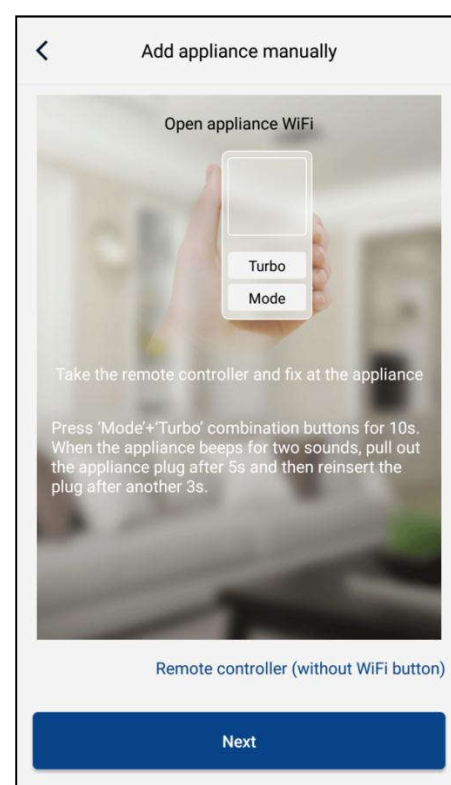 Add appliance manually
Open appliance WiFi
Turbo
Mode
Take the remote controller and fix at the appliance
Press ‘Mode’+‘Turbo’ combination buttons for 10s.
When the appliance beeps for two sounds, pull out
the appliance plug after 5s and then reinsert the
plug after another 3s.
Remote controller (without WiFi button)
Next